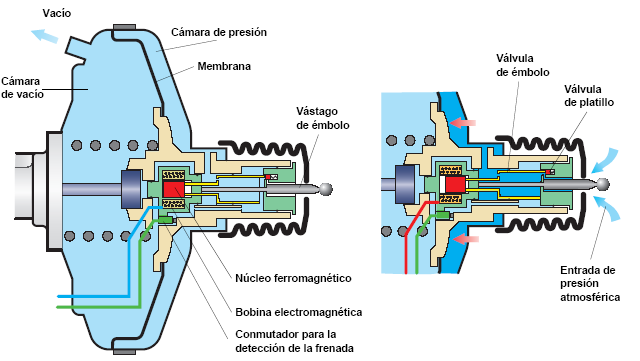 Vacío
Cámara de presión
Membrana
Cámara
de vacío
Vástago
de émbolo
Núcleo ferromagnético
Bobina electromagnética
Conmutador para la
detección de la frenada
Válvula
de émbolo
Válvula
de platillo
Entrada de
presión
atmosférica